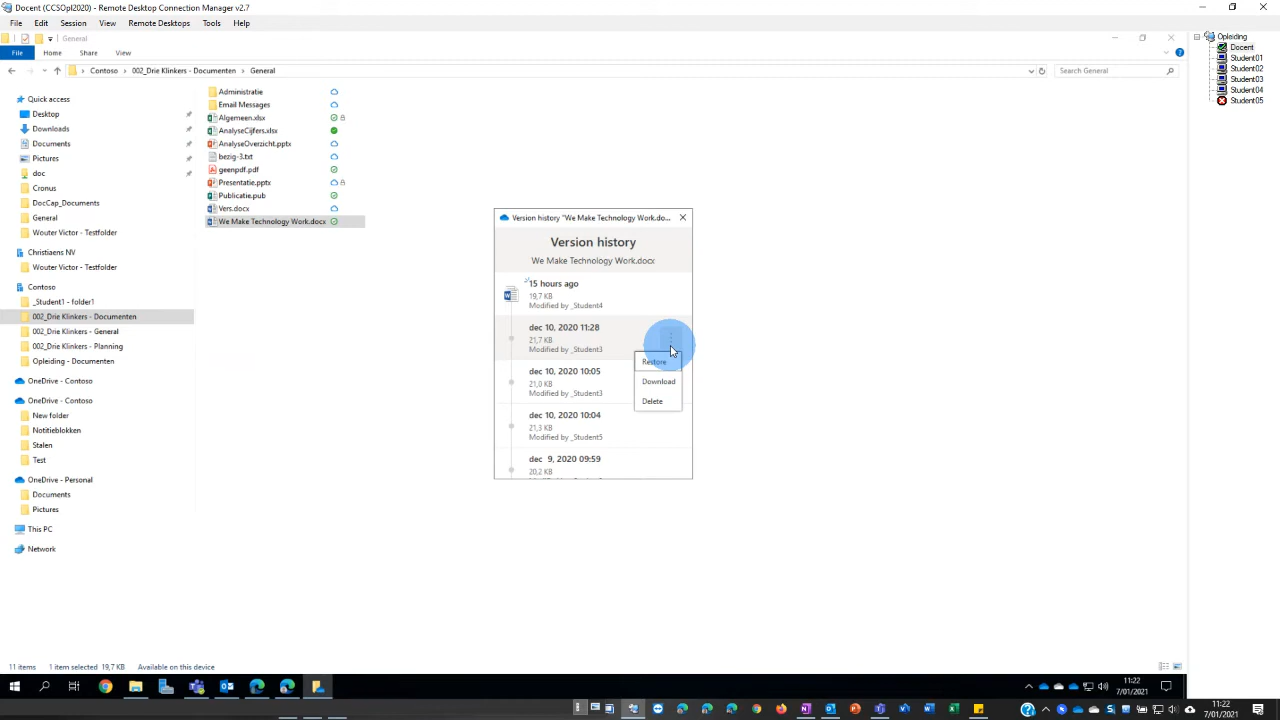 Docent (CCSOpl2020) - Remote Desktop Connection Manager v2.7
File Edit Session View Remote Desktops Tools Help
General
File Home Share View
Contoso 002_Drie Klinkers - Documenten General
Search General
Opleiding
Docent
Student01
Student02
Student03
Student04
Student05
Quick access
Desktop
Downloads
Documents
Pictures
doc
Cronus
DocCap_Documents
General
Wouter Victor - Testfolder
Christiaens NV
Wouter Victor - Testfolder
Contoso
_Student1 - folder1
002_Drie Klinkers - Documenten
002_Drie Klinkers - General
002_Drie Klinkers - Planning
Opleiding - Documenten
OneDrive - Contoso
OneDrive - Contoso
New folder
Notitieblokken
Stalen
Test
OneDrive - Personal
Documents
Pictures
This PC
Network
Administratie
Email Messages
Algemeen.xlsx
AnalyseCijfers.xlsx
AnalyseOverzicht.pptx
bezig-3.txt
geenpdf.pdf
Presentatie.pptx
Publicatie.pub
Vers.docx
We Make Technology Work.docx
Version history "We Make Technology Work.do...
Version history
We Make Technology Work.docx
15 hours ago
19,7 KB
Modified by _Student4
dec 10, 2020 11:28
21,7 KB
Modified by _Student3
Restore
Download
Delete
dec 10, 2020 10:05
21,0 KB
Modified by _Student3
dec 10, 2020 10:04
21,3 KB
Modified by _Student5
dec 9, 2020 09:59
20,2 KB
11 items 1 item selected 19,7 KB Available on this device
11:22
7/01/2021
11:22
7/01/2021